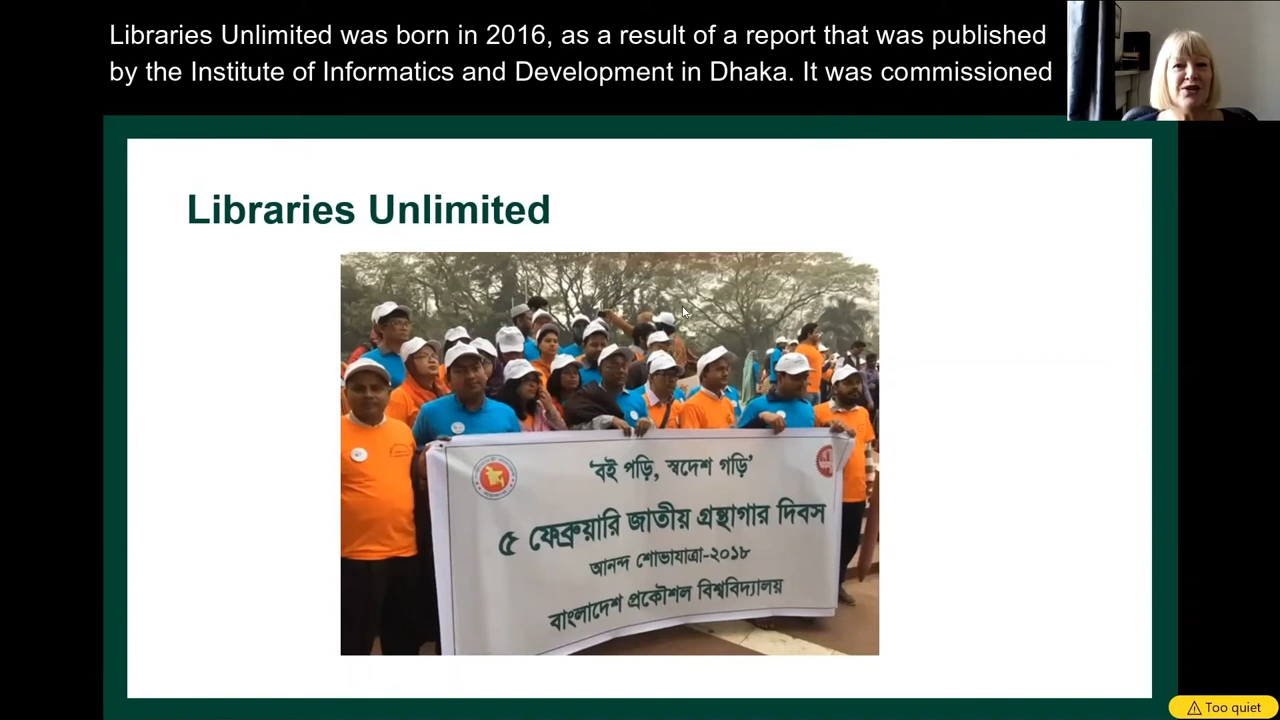 Libraries Unlimited was born in 2016, as a result of a report that was published
by the Institute of Informatics and Development in Dhaka. It was commissioned
Libraries Unlimited
‘বই পড়ি, স্বদেশ গড়ি’
৫ ফেব্রুয়ারি জাতীয় গ্রন্থাগার দিবস
আনন্দ শোভাযাত্রা-২০১৮
বাংলাদেশ প্রকৌশল বিশ্ববিদ্যালয়
Too quiet